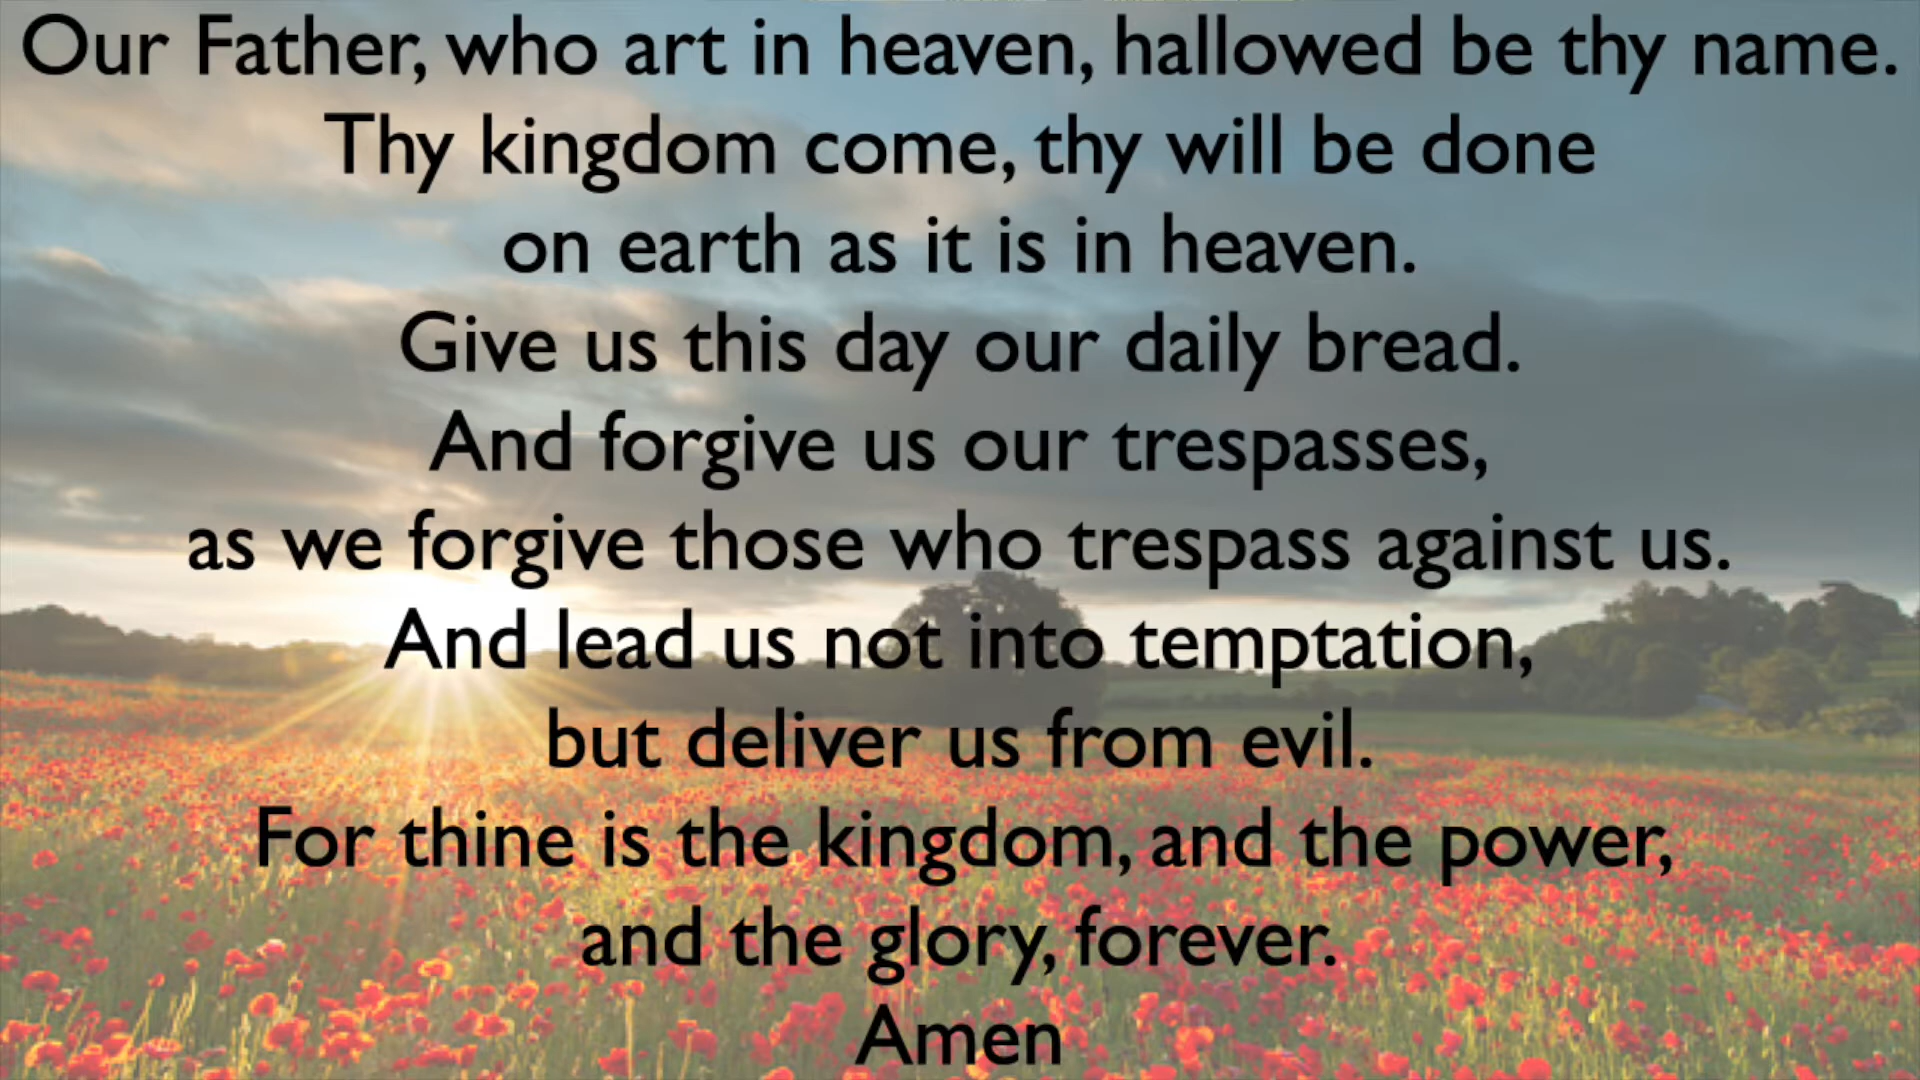 Our Father, who art in heaven, hallowed be thy name.
Thy kingdom come, thy will be done
on earth as it is in heaven.
Give us this day our daily bread.
And forgive us our trespasses,
as we forgive those who trespass against us.
And lead us not into temptation,
but deliver us from evil.
For thine is the kingdom, and the power,
and the glory, forever.
Amen